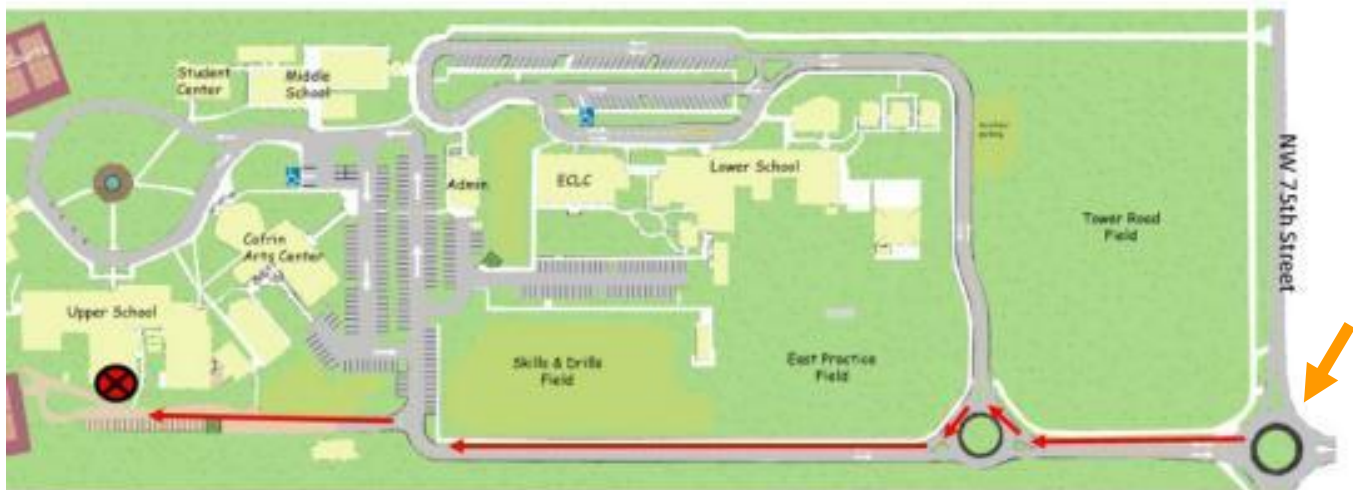 Student
Center
Middle
School
Admin
ECLC
Lower School
Tower Road
Field
NW 75th Street
Cofrin
Arts Center
Upper School
Skills & Drills
Field
East Practice
Field